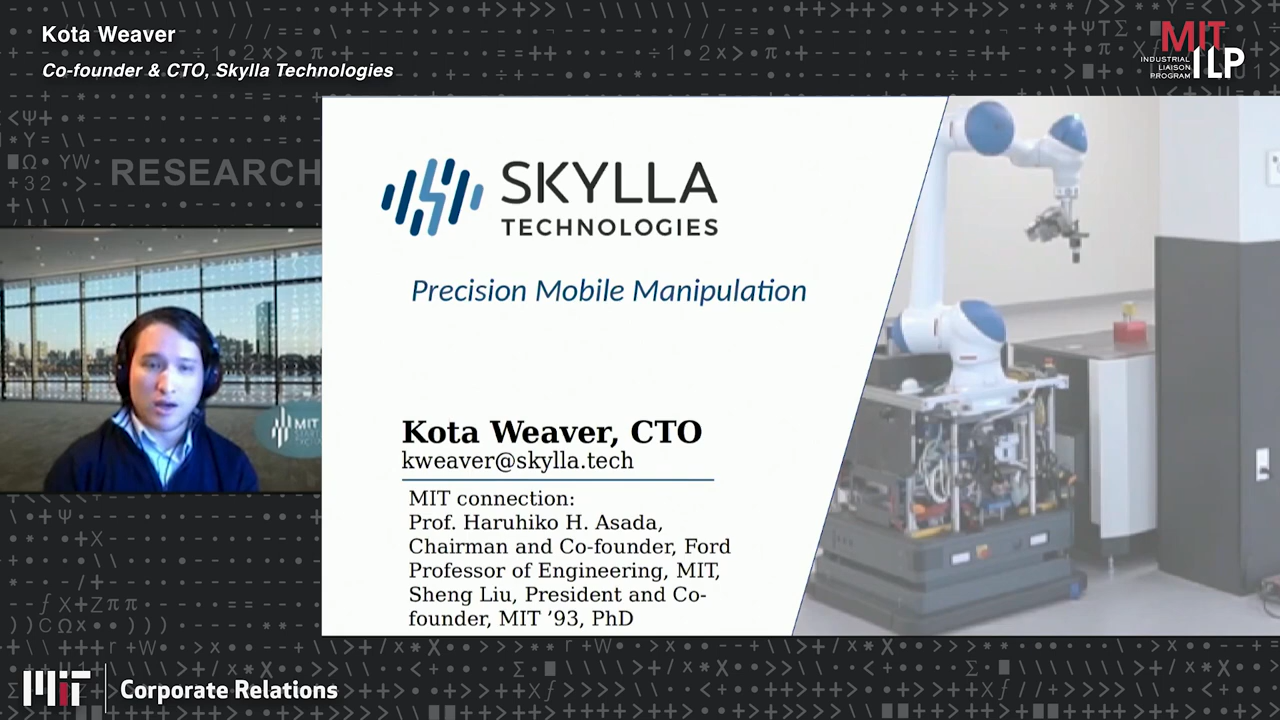 Kota Weaver
Co-founder & CTO, Skylla Technologies
MIT
INDUSTRIAL
LIAISON
PROGRAM
ILP
RESEARCH
SKYLLA
TECHNOLOGIES
Precision Mobile Manipulation
Kota Weaver, CTO
kweaver@skylla.tech
MIT connection:
Prof. Haruhiko H. Asada,
Chairman and Co-founder, Ford
Professor of Engineering, MIT,
Sheng Liu, President and Co-
founder, MIT ’93, PhD
MIT
MIT
Corporate Relations